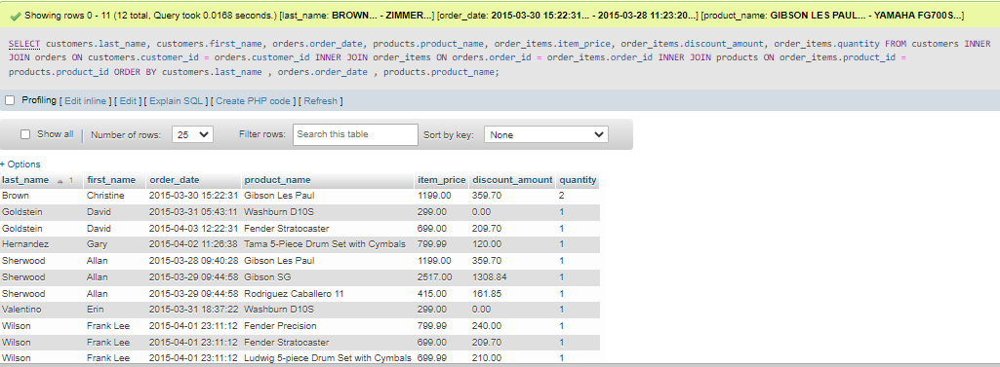 Showing rows 0 - 11 (12 total, Query took 0.0168 seconds.) [last_name: BROWN... - ZIMMER...] [order_date: 2015-03-30 15:22:31... - 2015-03-28 11:23:20...] [product_name: GIBSON LES PAUL... - YAMAHA FG700S...]
SELECT customers.last_name, customers.first_name, orders.order_date, products.product_name, order_items.item_price, order_items.discount_amount, order_items.quantity FROM customers INNER
JOIN orders ON customers.customer_id = orders.customer_id INNER JOIN order_items ON orders.order_id = order_items.order_id INNER JOIN products ON order_items.product_id =
products.product_id ORDER BY customers.last_name , orders.order_date , products.product_name;
Profiling [ Edit inline ] [ Edit ] [ Explain SQL ] [ Create PHP code ] [ Refresh ]
Show all | Number of rows: 25 Filter rows: Search this table Sort by key: None
+ Options
last_name 1 first_name order_date product_name item_price discount_amount quantity
Brown Christine 2015-03-30 15:22:31 Gibson Les Paul 1199.00 359.70 2
Goldstein David 2015-03-31 05:43:11 Washburn D10S 299.00 0.00 1
Goldstein David 2015-04-03 12:22:31 Fender Stratocaster 699.00 209.70 1
Hernandez Gary 2015-04-02 11:26:38 Tama 5-Piece Drum Set with Cymbals 799.99 120.00 1
Sherwood Allan 2015-03-28 09:40:28 Gibson Les Paul 1199.00 359.70 1
Sherwood Allan 2015-03-29 09:44:58 Gibson SG 2517.00 1308.84 1
Sherwood Allan 2015-03-29 09:44:58 Rodriguez Caballero 11 415.00 161.85 1
Valentino Erin 2015-03-31 18:37:22 Washburn D10S 299.00 0.00 1
Wilson Frank Lee 2015-04-01 23:11:12 Fender Precision 799.99 240.00 1
Wilson Frank Lee 2015-04-01 23:11:12 Fender Stratocaster 699.00 209.70 1
Wilson Frank Lee 2015-04-01 23:11:12 Ludwig 5-piece Drum Set with Cymbals 699.99 210.00 1